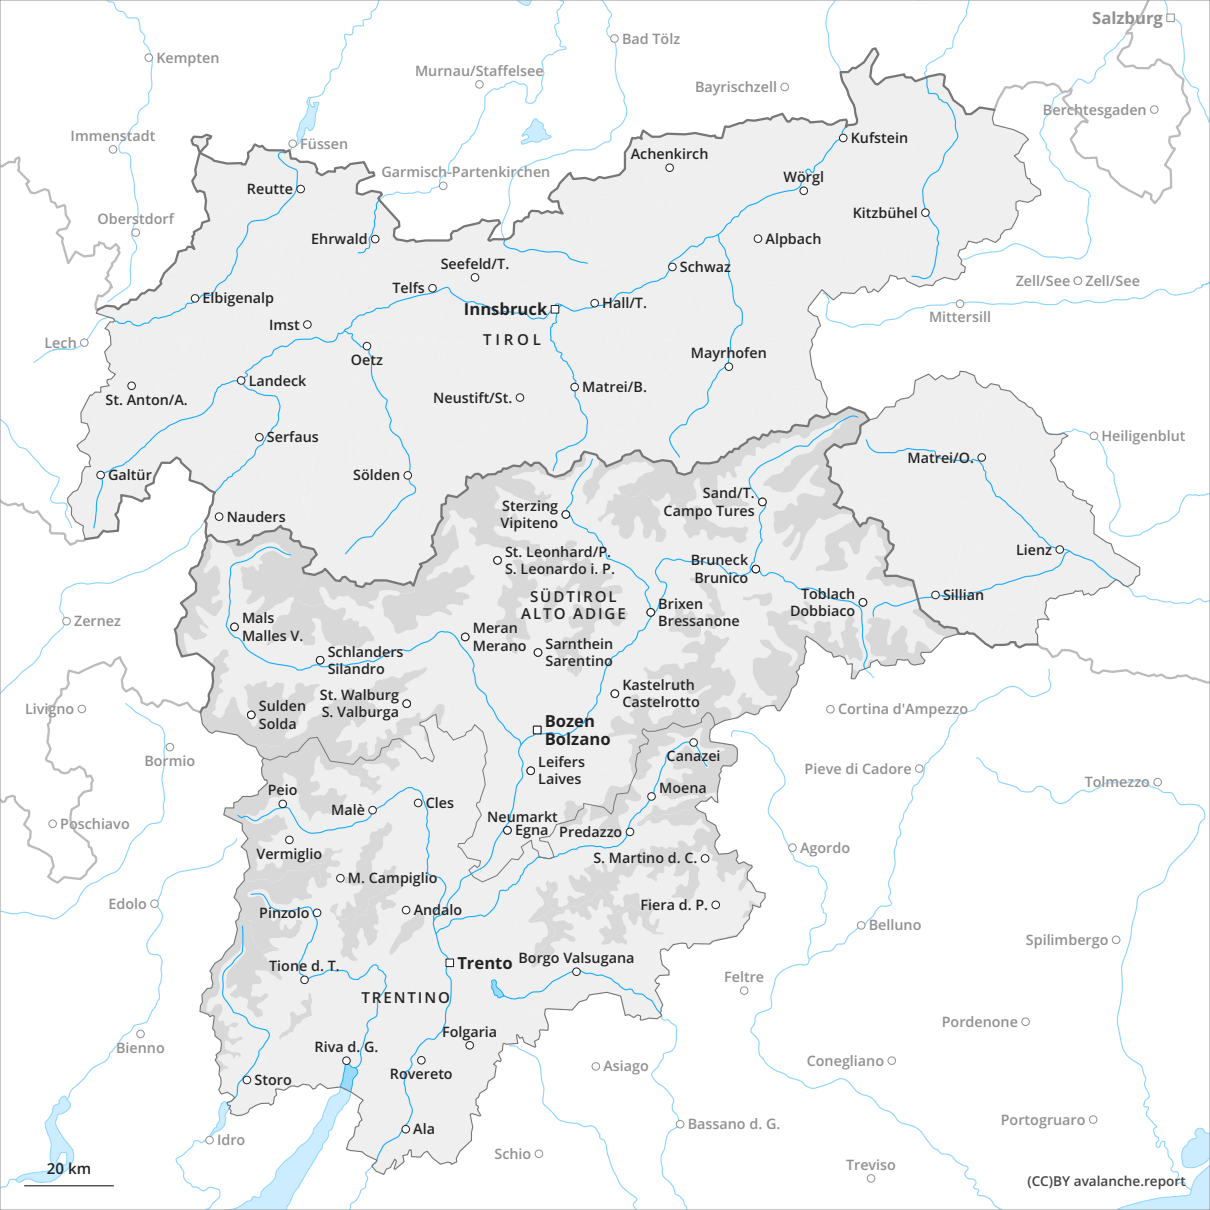 Salzburg
Bad Tölz
Kempten
Murnau/Staffelsee
Bayrischzell
Berchtesgaden
Immenstadt
Füssen
Kufstein
Achenkirch
Garmisch-Partenkirchen
Wörgl
Reutte
Oberstdorf
Kitzbühel
Ehrwald
Alpbach
Seefeld/T.
Schwaz
Zell/See
Zell/See
Telfs
Elbigenalp
Hall/T.
Innsbruck
Mittersill
Imst
TIROL
Lech
Oetz
Mayrhofen
Landeck
Matrei/B.
St. Anton/A.
Neustift/St.
Serfaus
Heiligenblut
Matrei/O.
Galtür
Sölden
Sand/T.
Campo Tures
Sterzing
Vipiteno
Nauders
Lienz
St. Leonhard/P.
S. Leonardo i. P.
Bruneck
Brunico
SÜDTIROL
ALTO ADIGE
Toblach
Dobbiaco
Sillian
Brixen
Bressanone
Zernez
Mals
Malles V.
Meran
Merano
Sarnthein
Sarentino
Schlanders
Silandro
Kastelruth
Castelrotto
St. Walburg
S. Valburga
Sulden
Solda
Livigno
Cortina d'Ampezzo
Bozen
Bolzano
Bormio
Canazei
Leifers
Laives
Pieve di Cadore
Tolmezzo
Peio
Moena
Malè
Cles
Neumarkt
Egna
Predazzo
Poschiavo
Vermiglio
Agordo
S. Martino d. C.
M. Campiglio
Edolo
Pinzolo
Andalo
Fiera d. P.
Belluno
Spilimbergo
Borgo Valsugana
Trento
Tione d. T.
Feltre
TRENTINO
Pordenone
Folgaria
Bienno
Riva d. G.
Conegliano
Asiago
Rovereto
Storo
Portogruaro
Bassano d. G.
Ala
Idro
Schio
Treviso
20 km
(CC)BY avalanche.report